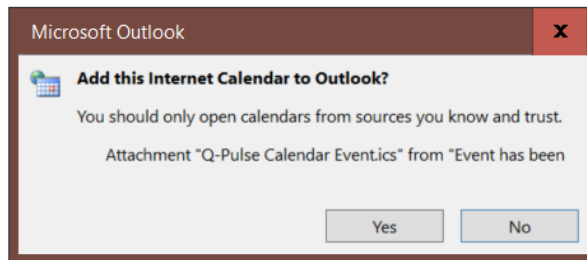 Microsoft Outlook
x
Add this Internet Calendar to Outlook?
You should only open calendars from sources you know and trust.
Attachment "Q-Pulse Calendar Event.ics" from "Event has been
Yes
No